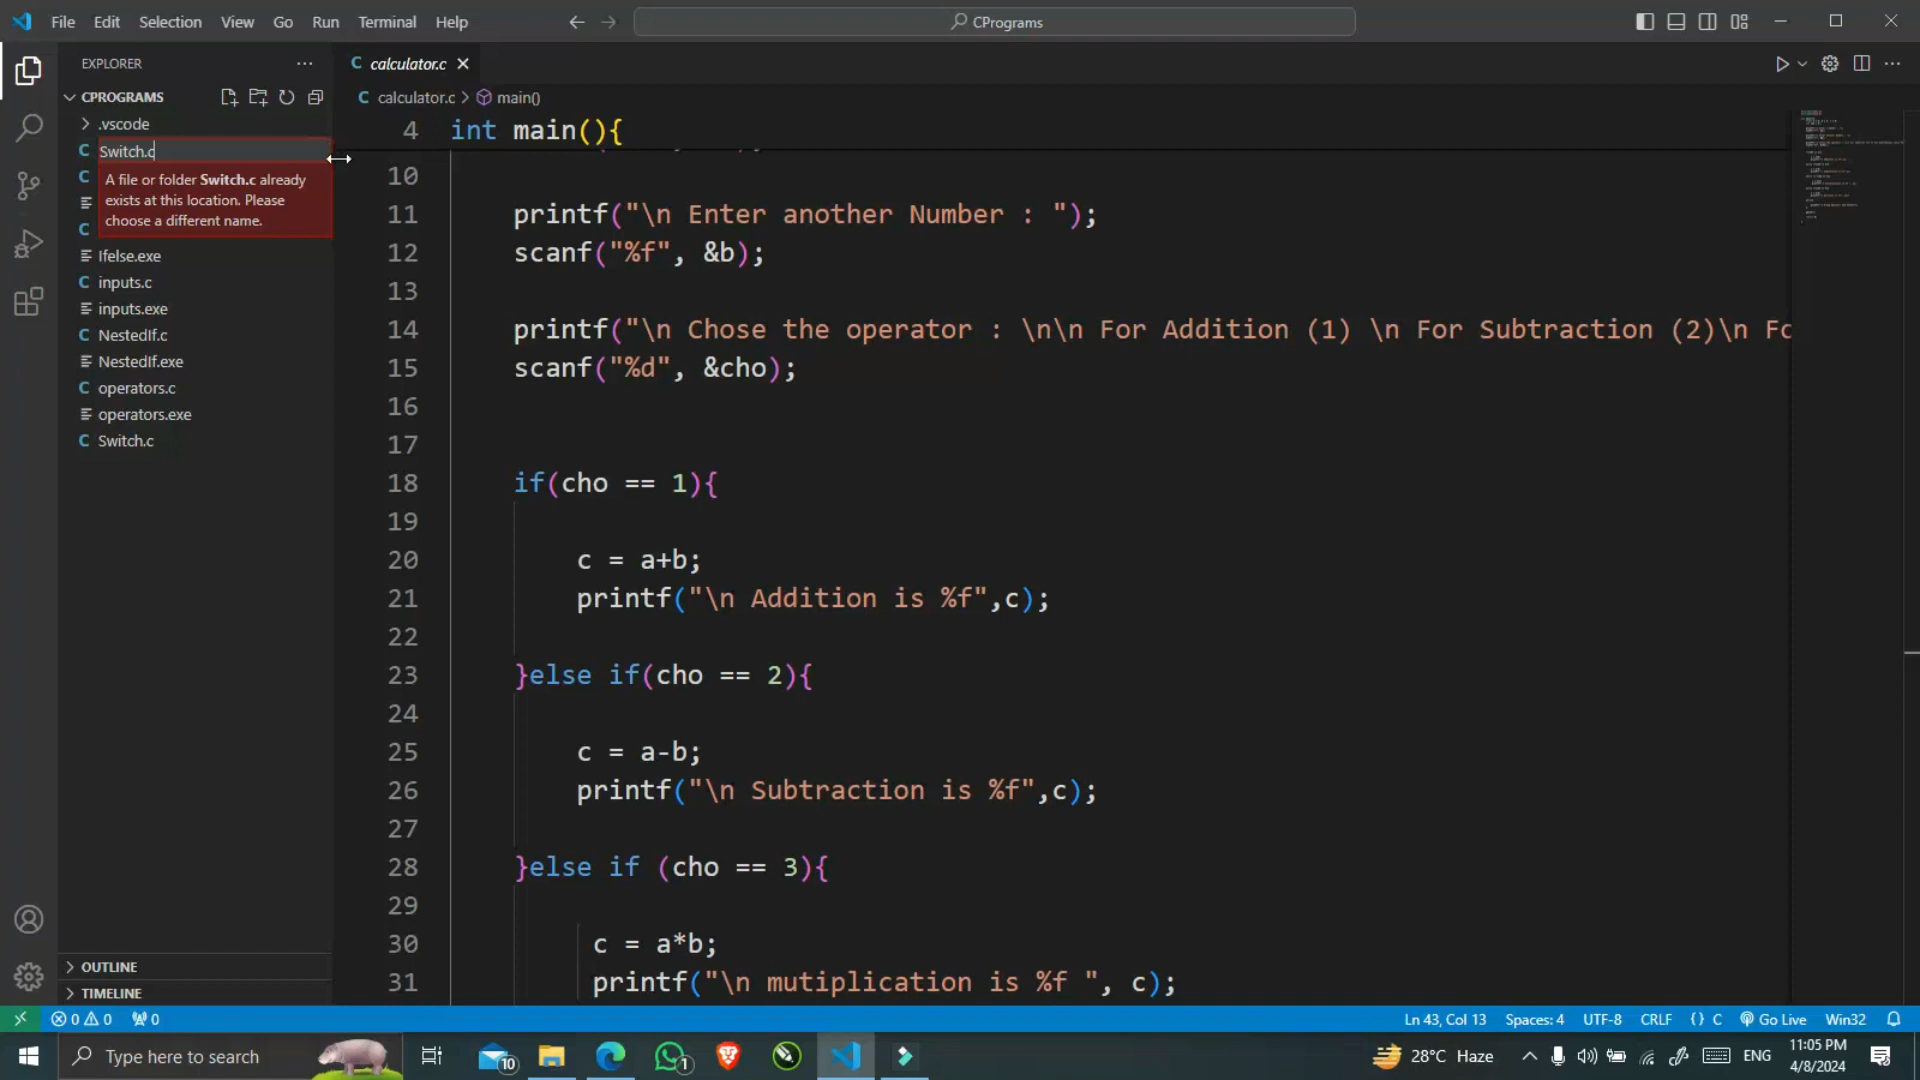 File Edit Selection View Go Run Terminal Help
CPrograms
EXPLORER
CPROGRAMS
.vscode
Switch.c
A file or folder Switch.c already
exists at this location. Please
choose a different name.
Ifelse.exe
inputs.c
inputs.exe
NestedIf.c
NestedIf.exe
operators.c
operators.exe
Switch.c
OUTLINE
TIMELINE
calculator.c
calculator.c > main()
4 int main(){
10
11 printf("\n Enter another Number : ");
12 scanf("%f", &b);
13
14 printf("\n Chose the operator : \n\n For Addition (1) \n For Subtraction (2)\n Fo
15 scanf("%d", &cho);
16
17
18 if(cho == 1){
19
20 c = a+b;
21 printf("\n Addition is %f",c);
22
23 }else if(cho == 2){
24
25 c = a-b;
26 printf("\n Subtraction is %f",c);
27
28 }else if (cho == 3){
29
30 c = a*b;
31 printf("\n mutiplication is %f ", c);
0 0 0
Ln 43, Col 13 Spaces: 4 UTF-8 CRLF {} C Go Live Win32
Type here to search
10
1
28°C Haze
ENG
11:05 PM
4/8/2024